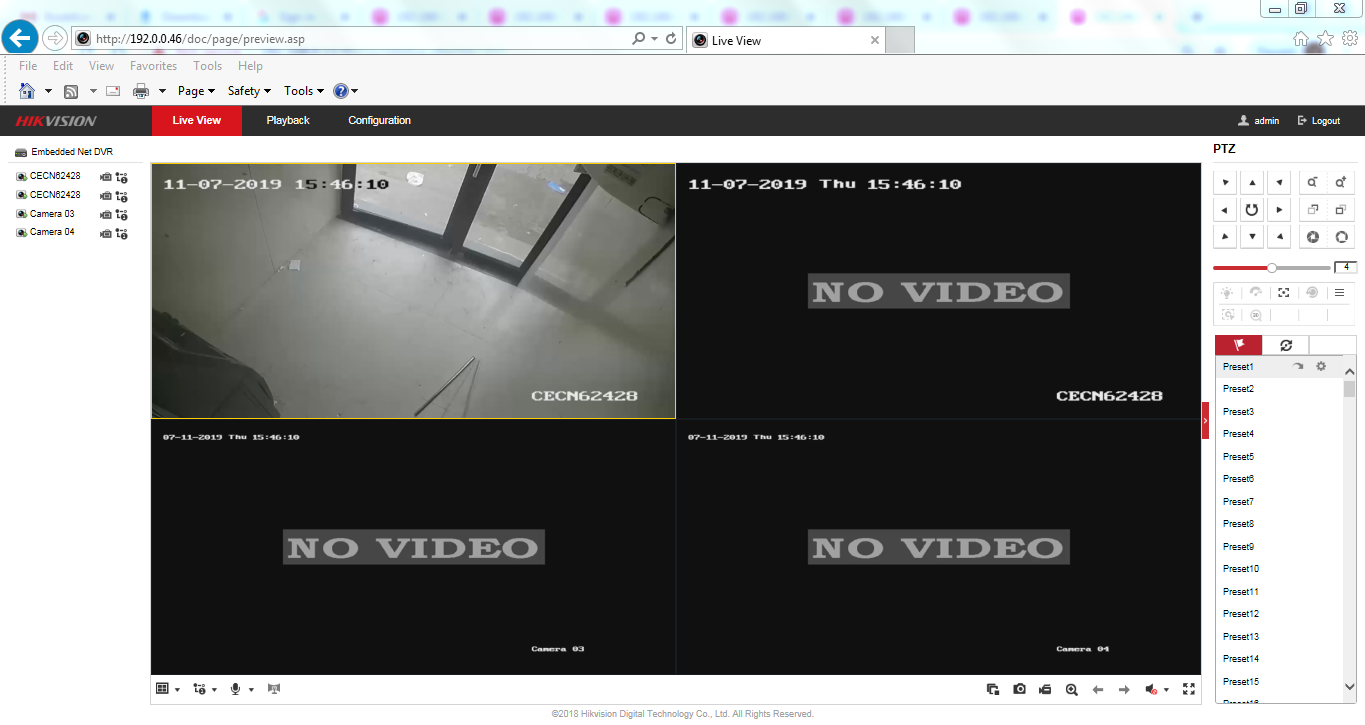 http://192.0.0.46/doc/page/preview.asp
Live View
File Edit View Favorites Tools Help
Page Safety Tools
HIKVISION Live View Playback Configuration admin Logout
Embedded Net DVR
CECN62428
CECN62428
Camera 03
Camera 04
11-07-2019 15:46:10
CECN62428
11-07-2019 Thu 15:46:10
NO VIDEO
CECN62428
07-11-2019 Thu 15:46:10
NO VIDEO
Camera 03
07-11-2019 Thu 15:46:10
NO VIDEO
Camera 04
PTZ
4
3D
Preset1
Preset2
Preset3
Preset4
Preset5
Preset6
Preset7
Preset8
Preset9
Preset10
Preset11
Preset12
Preset13
Preset14
Preset15
©2018 Hikvision Digital Technology Co., Ltd. All Rights Reserved.